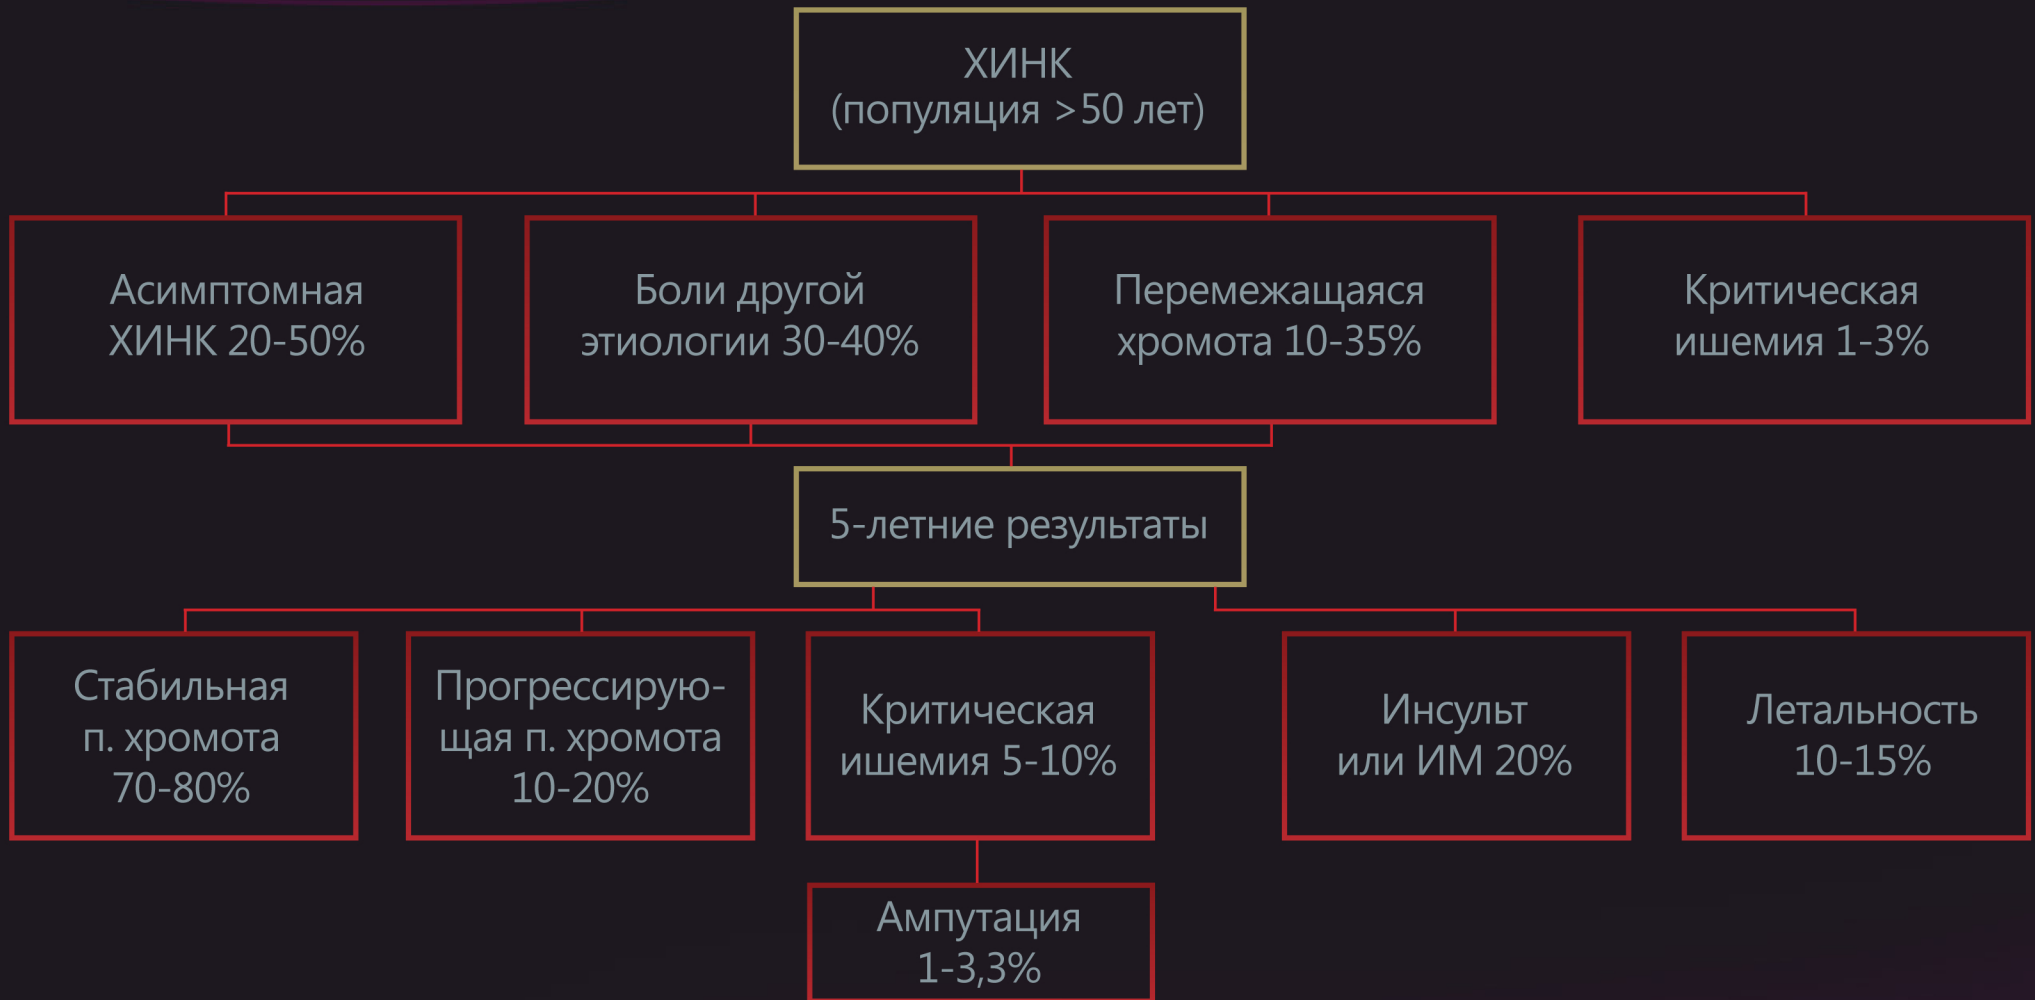 ХИНК
(популяция >50 лет)
Асимптомная
ХИНК 20-50%
Боли другой
этиологии 30-40%
Перемежащаяся
хромота 10-35%
Критическая
ишемия 1-3%
5-летние результаты
Стабильная
п. хромота
70-80%
Прогрессирую-
щая п. хромота
10-20%
Критическая
ишемия 5-10%
Инсульт
или ИМ 20%
Летальность
10-15%
Ампутация
1-3,3%